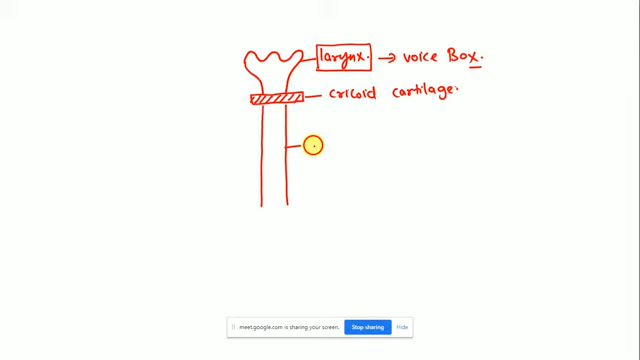 larynx. → voice Box.
cricoid cartilage.
meet.google.com is sharing your screen. Stop sharing Hide